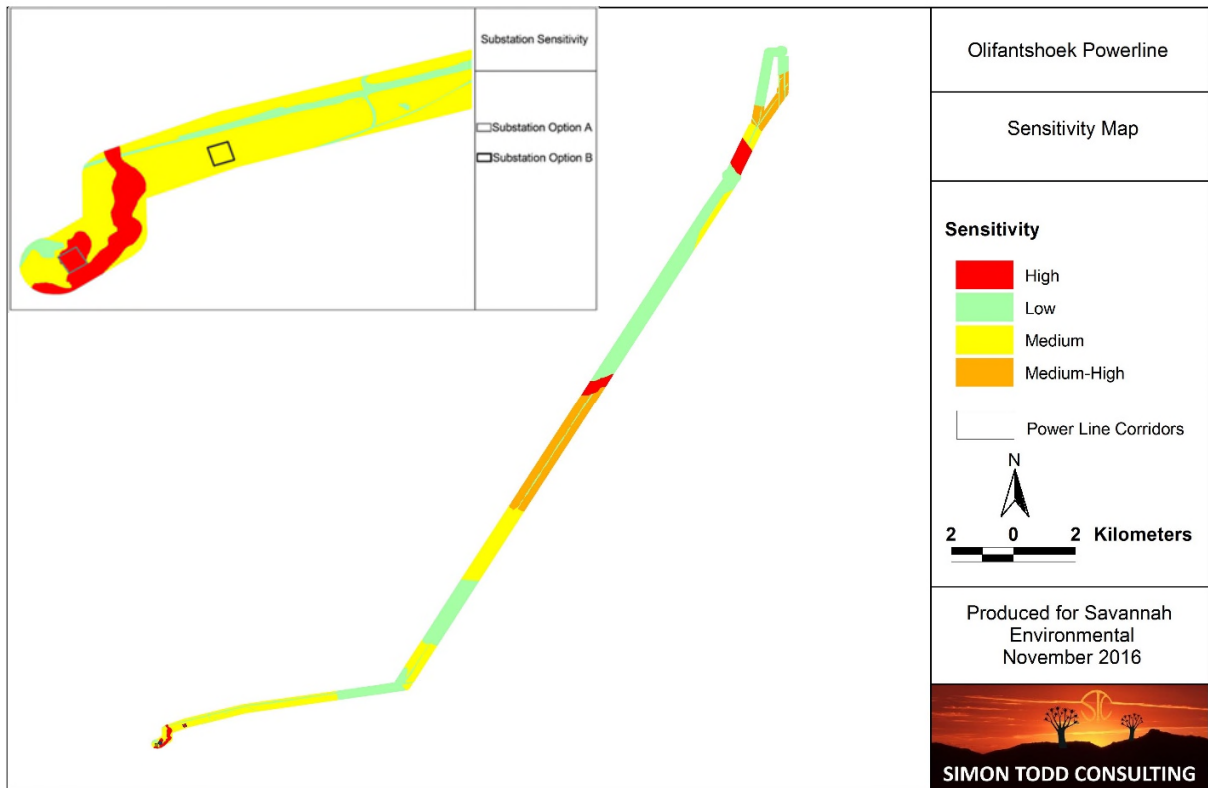 Substation Sensitivity
Substation Option A
Substation Option B
Olifantshoek Powerline
Sensitivity Map
Sensitivity
High
Low
Medium
Medium-High
Power Line Corridors
N
2 0 2 Kilometers
Produced for Savannah
Environmental
November 2016
STC
SIMON TODD CONSULTING